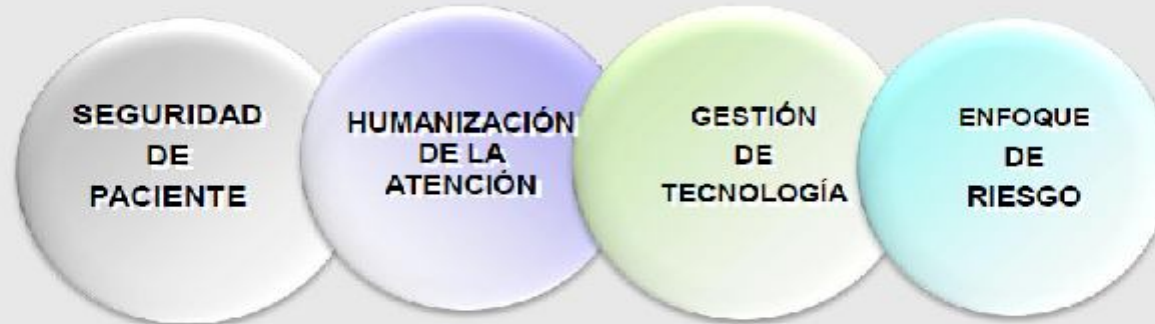 SEGURIDAD
DE
PACIENTE
HUMANIZACIÓN
DE LA
ATENCIÓN
GESTIÓN
DE
TECNOLOGÍA
ENFOQUE
DE
RIESGO